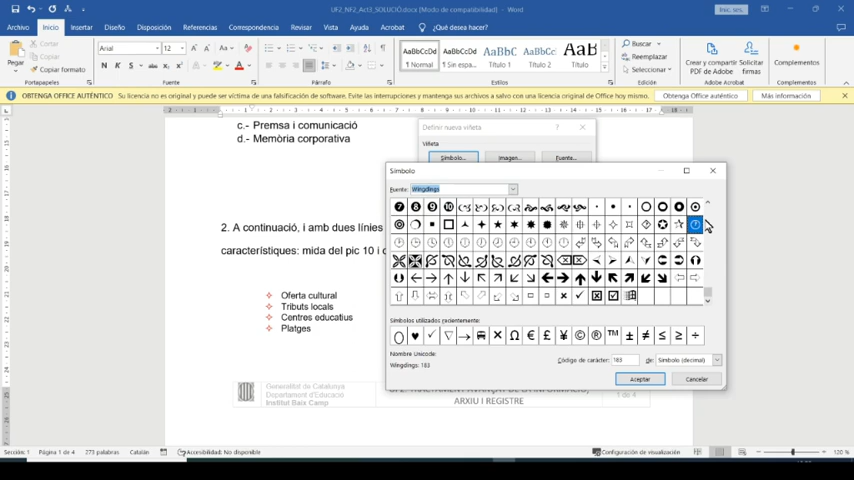 UF2_NF2_Act3_SOLUCIÓ.docx [Modo de compatibilidad] - Word
Inic. ses.
Archivo Inicio Insertar Diseño Disposición Referencias Correspondencia Revisar Vista Ayuda Acrobat ¿Qué desea hacer?
Pegar
Cortar
Copiar
Copiar formato
Portapapeles
Arial 12
N K S
Fuente
Párrafo
AaBbCcDd AaBbCcDd AaBbC AaBbCc AaB
1 Normal 1 Sin espa... Título 1 Título 2 Título
Estilos
Buscar
Reemplazar
Seleccionar
Edición
Crear y compartir PDF de Adobe
Solicitar firmas
Adobe Acrobat
Complementos
Complementos
OBTENGA OFFICE AUTÉNTICO Su licencia no es original y puede ser víctima de una falsificación de software. Evite las interrupciones y mantenga sus archivos a salvo con una licencia original de Office hoy mismo. Obtenga Office auténtico Más información
c.- Premsa i comunicació
d.- Memòria corporativa
2. A continuació, i amb dues línies
característiques: mida del pic 10 i c
Oferta cultural
Tributs locals
Centres educatius
Platges
Generalitat de Catalunya
Departament d'Educació
Institut Baix Camp
ARXIU I REGISTRE
1 de 4
Definir nueva viñeta
Viñeta
Símbolo... Imagen... Fuente...
Símbolo
Fuente: Wingdings
Símbolos utilizados recientemente:
Ω € £ ¥ © ® ™ ± ≠ ≤ ≥ ÷
Nombre Unicode:
Wingdings: 183
Código de carácter: 183 de: Símbolo (decimal)
Aceptar Cancelar
Sección: 1 Página 1 de 4 273 palabras Catalán Accesibilidad: No disponible Configuración de visualización 120 %